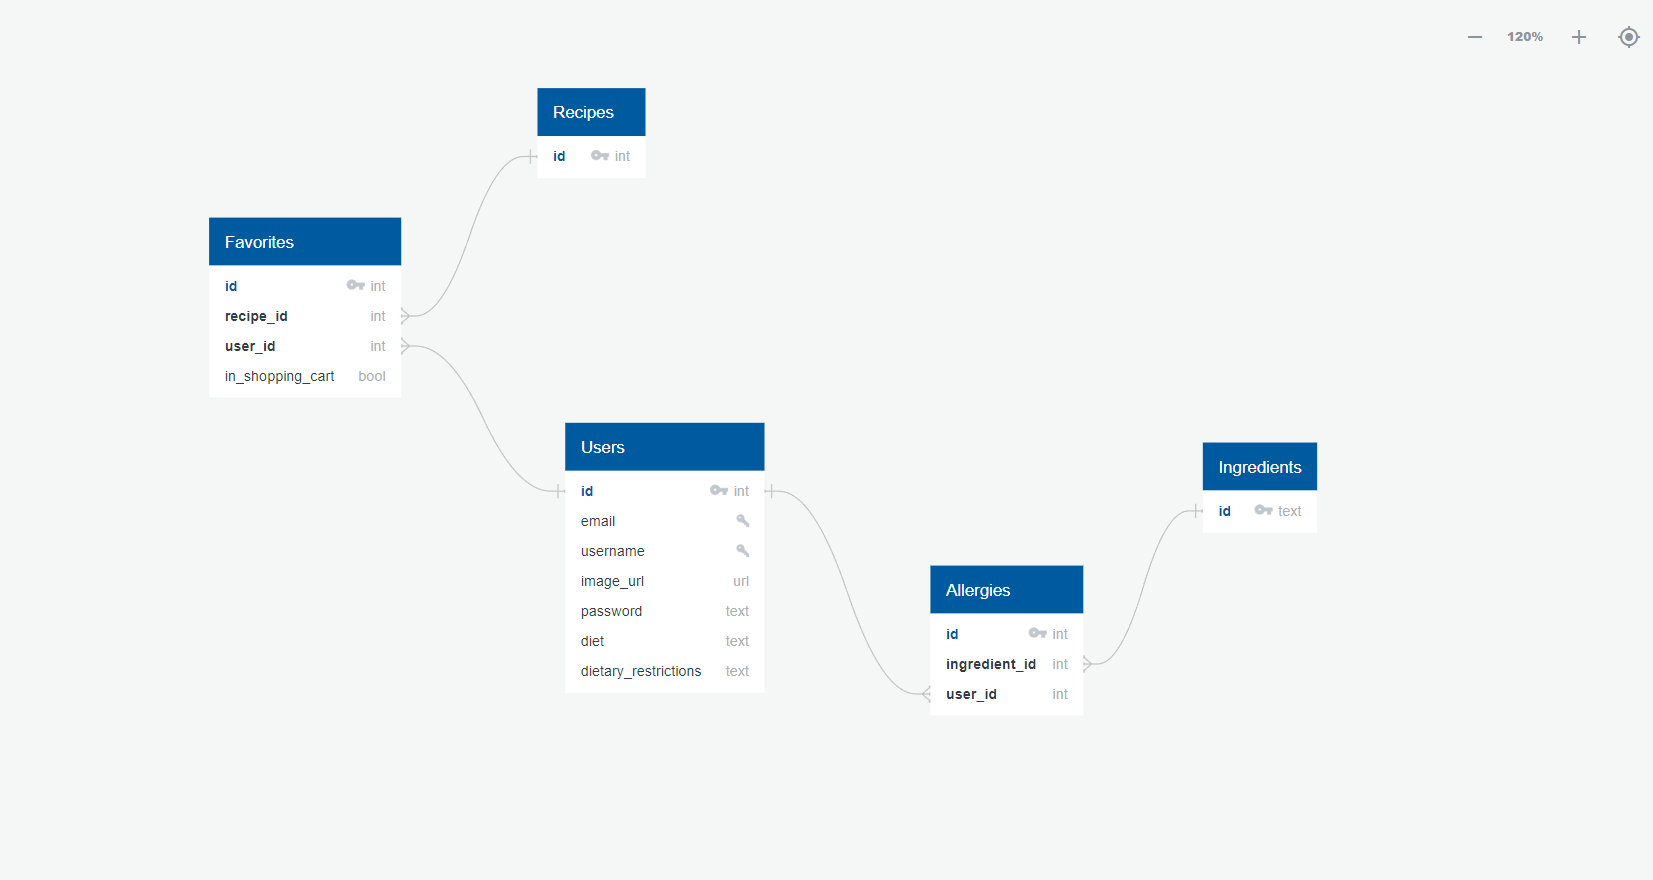 120%
Recipes
id int
Favorites
id int
recipe_id int
user_id int
in_shopping_cart bool
Users
id int
email
username
image_url url
password text
diet text
dietary_restrictions text
Ingredients
id text
Allergies
id int
ingredient_id int
user_id int